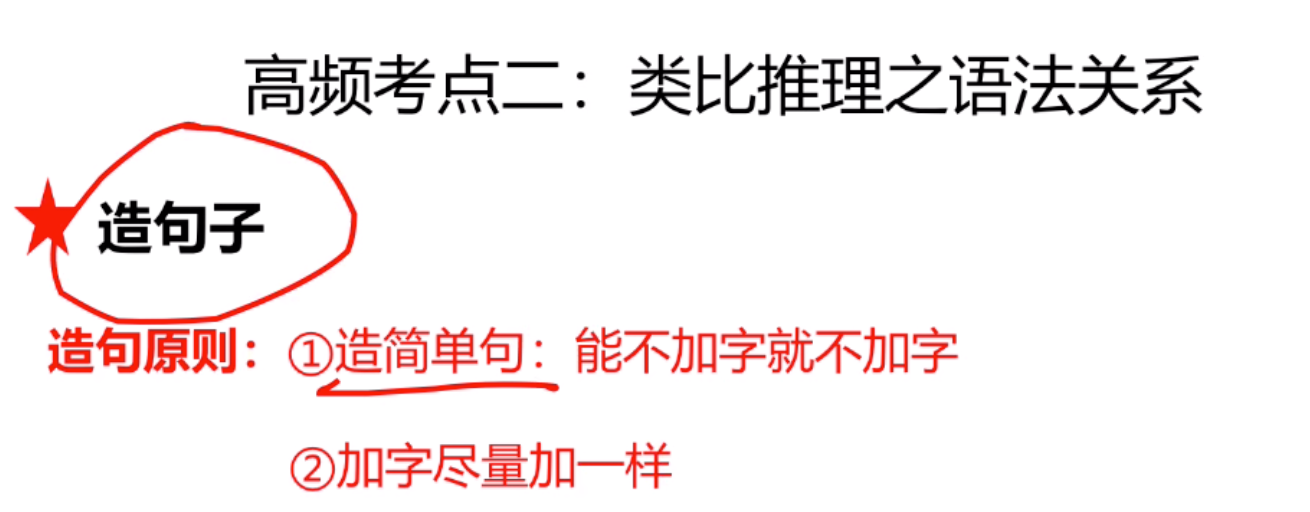 高频考点二：类比推理之语法关系
造句子
造句原则：①造简单句：能不加字就不加字
②加字尽量加一样